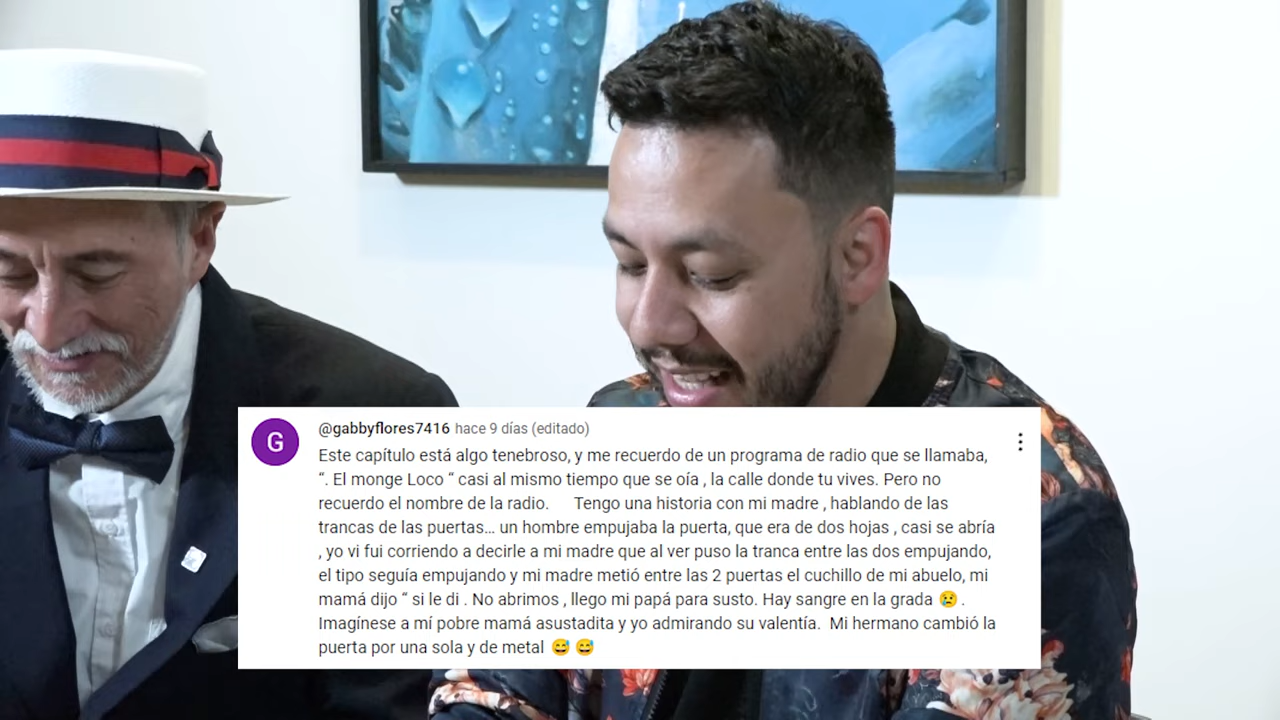 G
@gabbyflores7416 hace 9 días (editado)
Este capítulo está algo tenebroso, y me recuerdo de un programa de radio que se llamaba,
“. El monge Loco “ casi al mismo tiempo que se oía , la calle donde tu vives. Pero no
recuerdo el nombre de la radio. Tengo una historia con mi madre , hablando de las
trancas de las puertas... un hombre empujaba la puerta, que era de dos hojas , casi se abría
, yo vi fui corriendo a decirle a mi madre que al ver puso la tranca entre las dos empujando,
el tipo seguía empujando y mi madre metió entre las 2 puertas el cuchillo de mi abuelo, mi
mamá dijo “ si le di . No abrimos , llego mi papá para susto. Hay sangre en la grada 😢 .
Imagínese a mí pobre mamá asustadita y yo admirando su valentía. Mi hermano cambió la
puerta por una sola y de metal 😅 😅